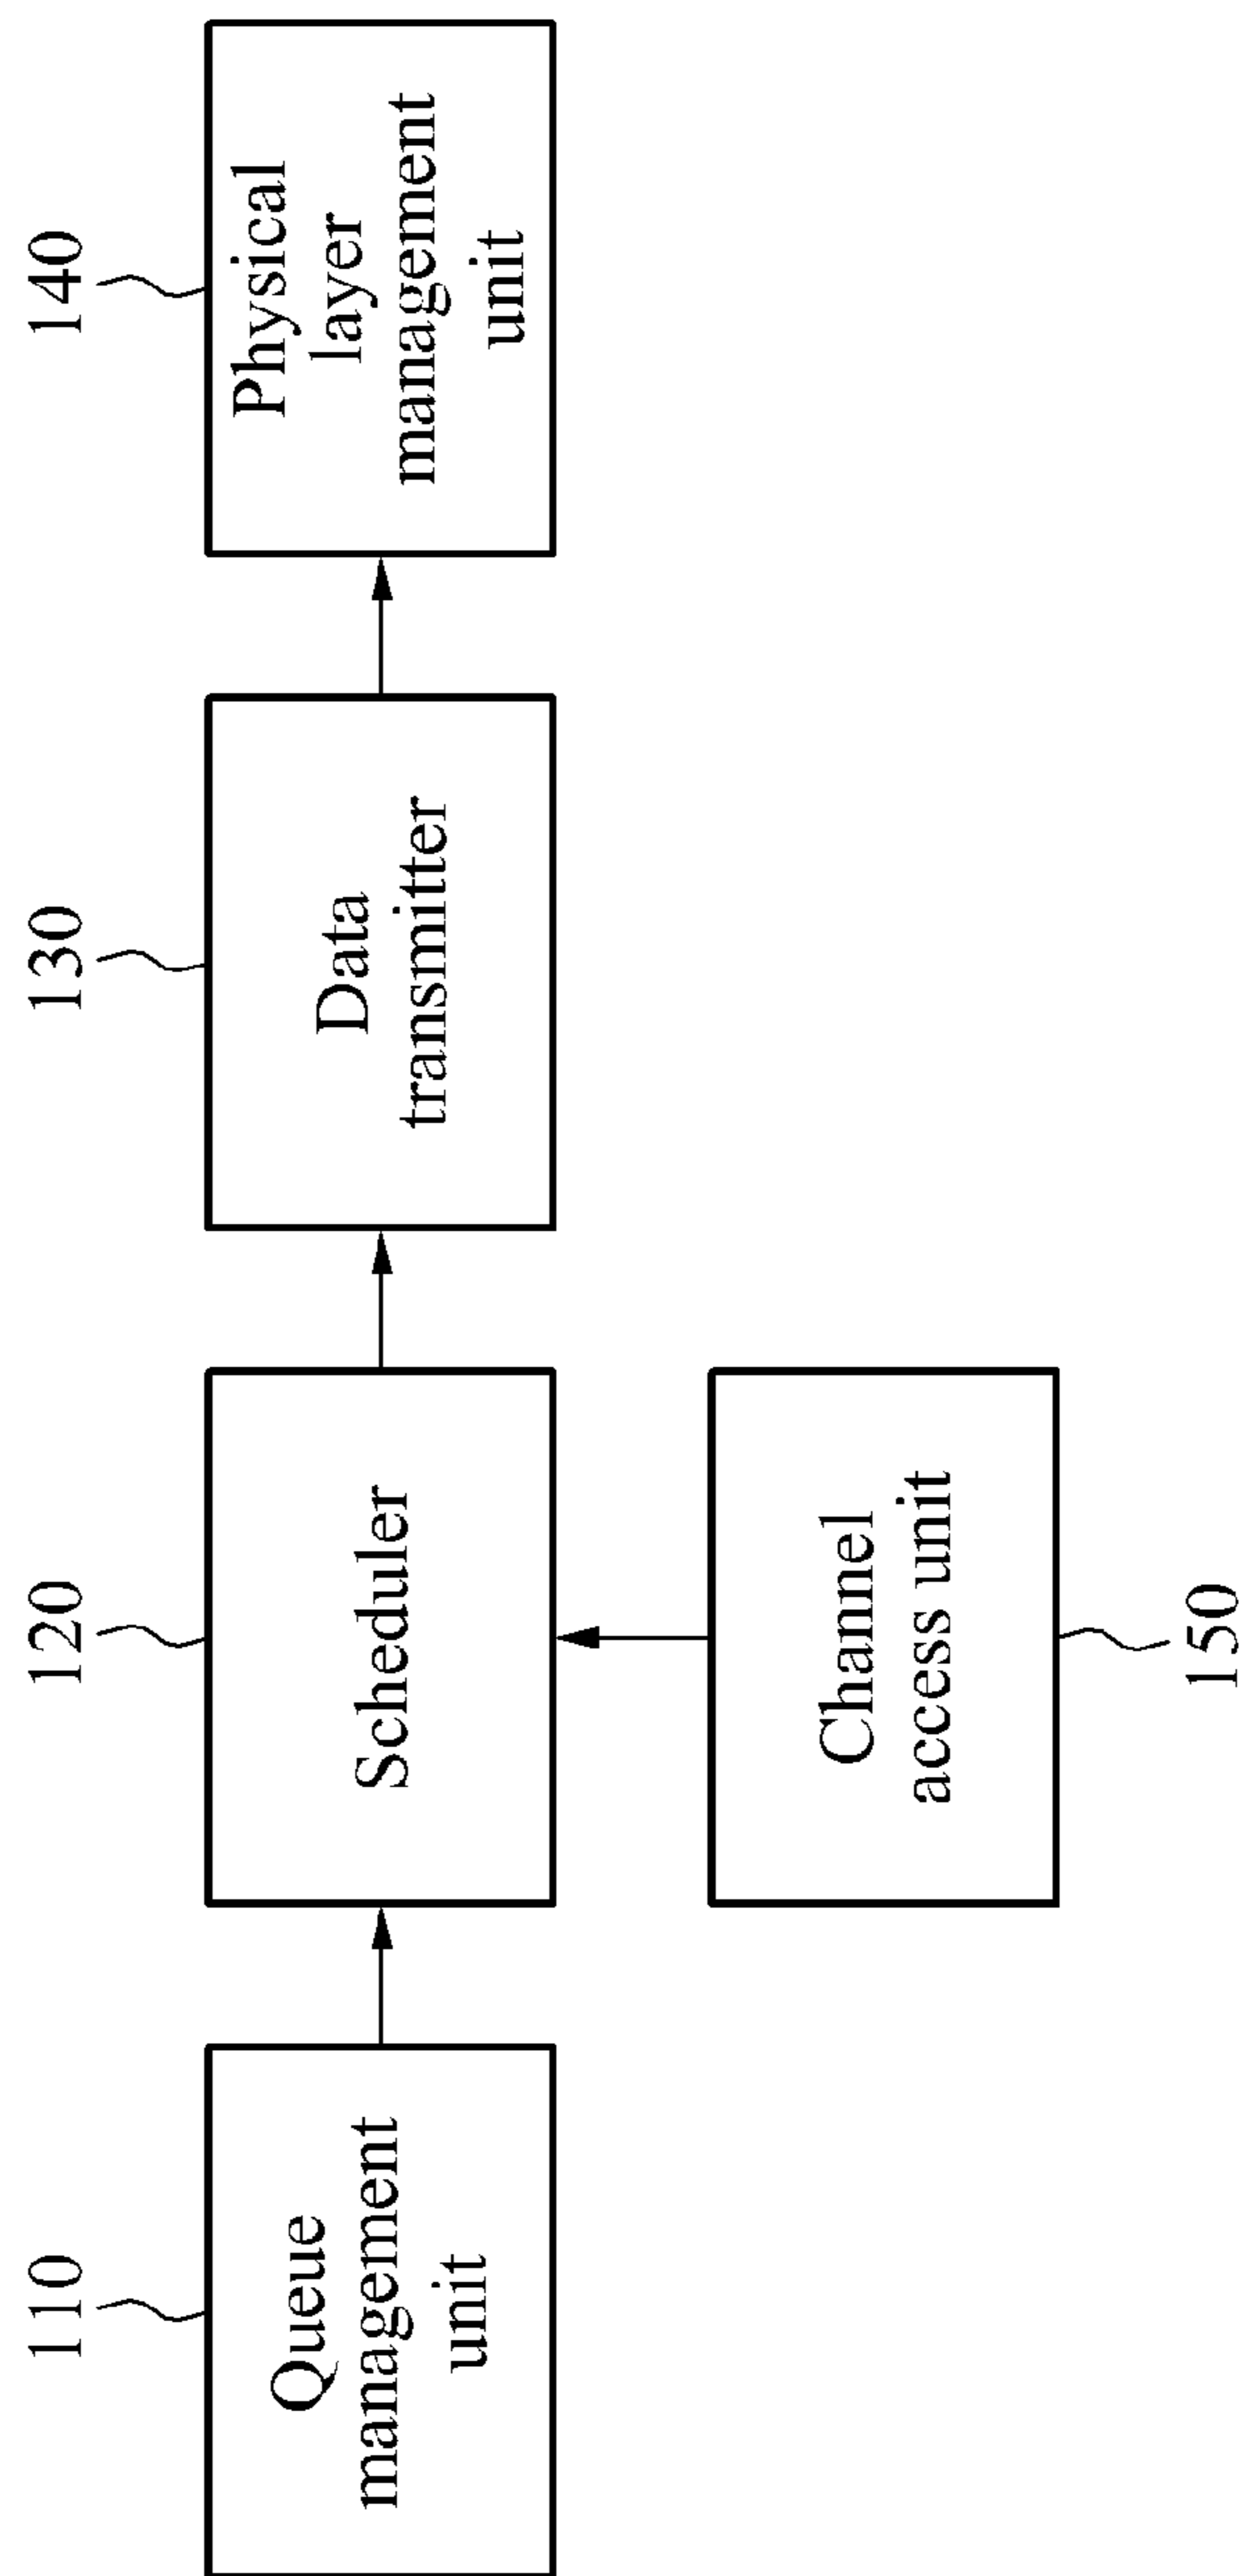 110
120
130
140
Queue
management
unit
Scheduler
Data
transmitter
Physical
layer
management
unit
Channel
access unit
150